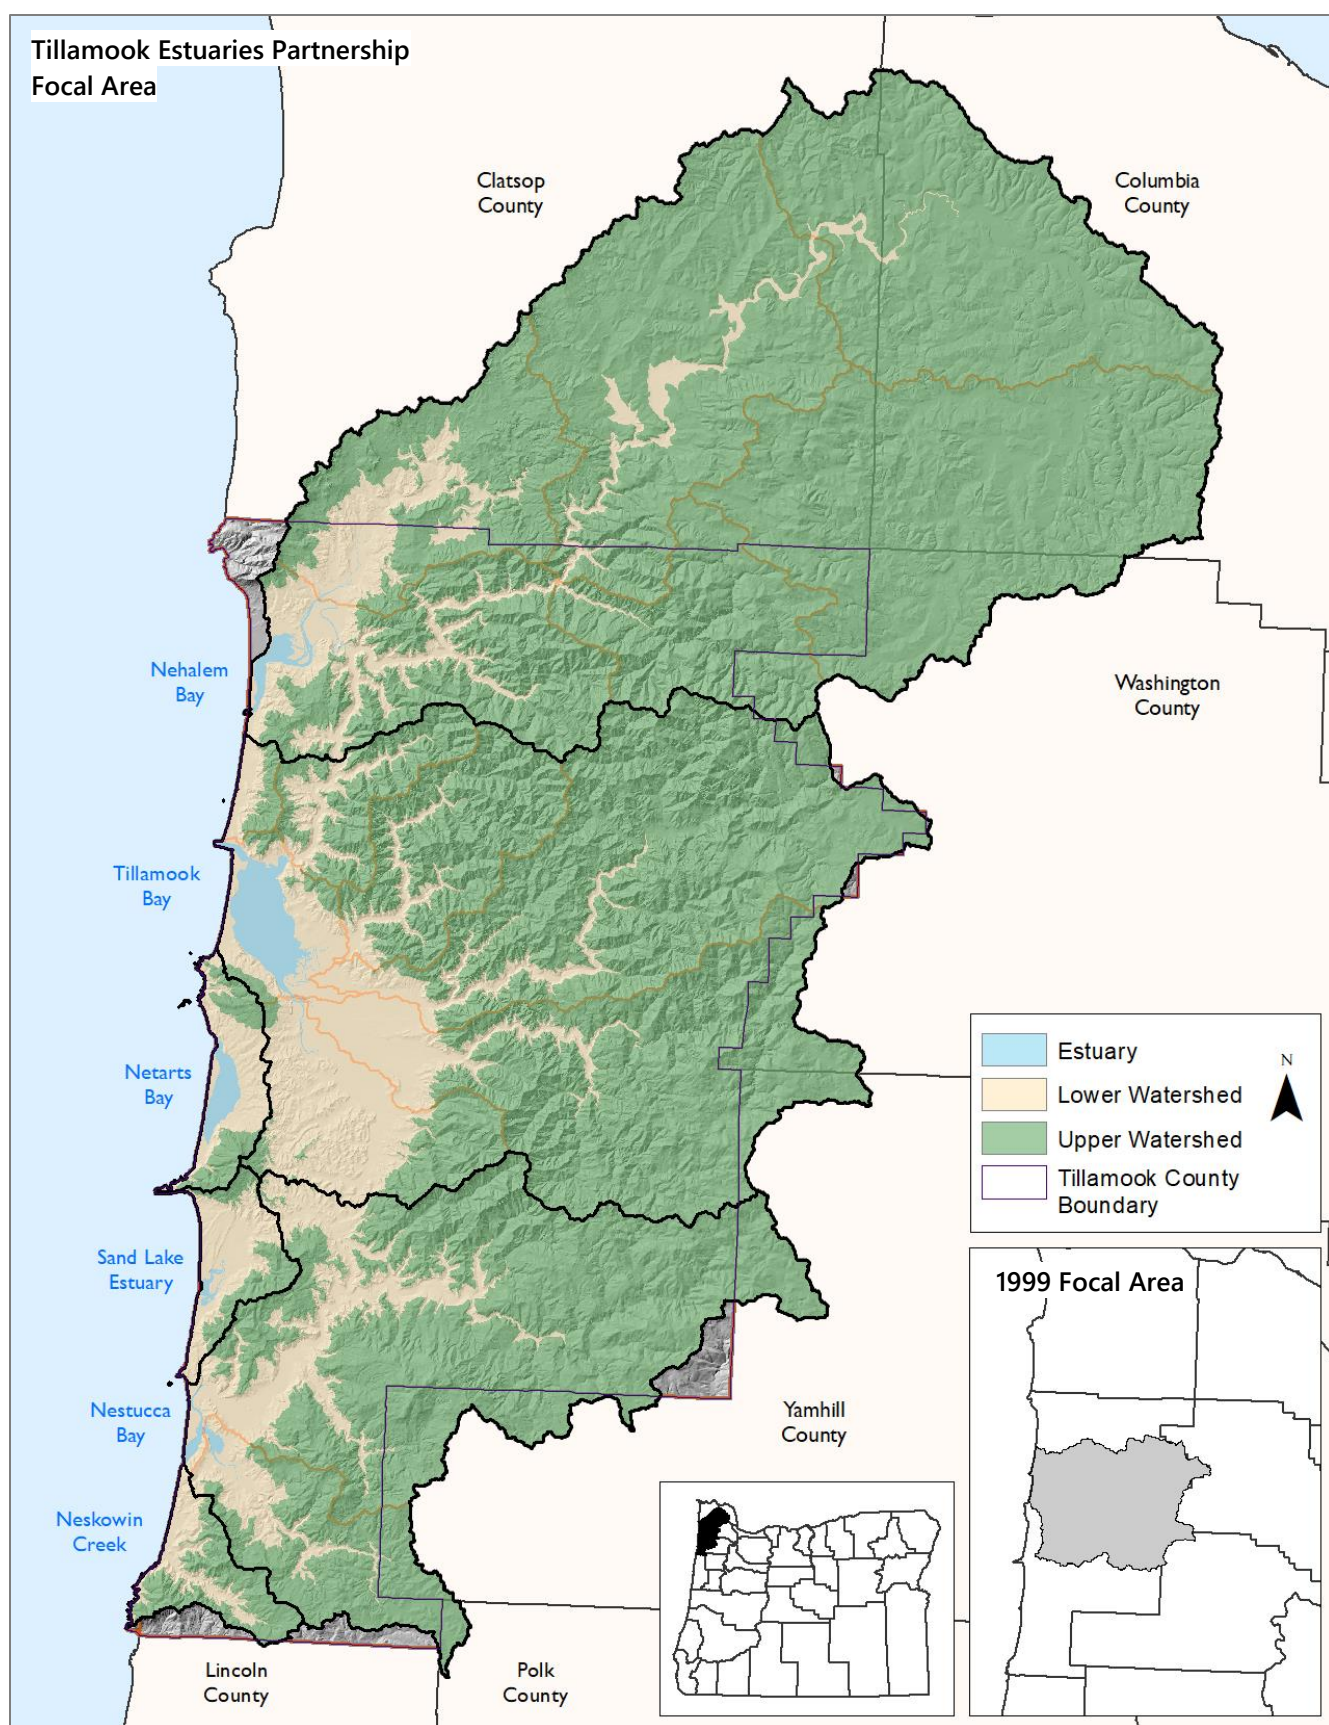 Tillamook Estuaries Partnership
Focal Area
Clatsop
County
Columbia
County
Nehalem
Bay
Washington
County
Tillamook
Bay
Netarts
Bay
Estuary
Lower Watershed
Upper Watershed
Tillamook County
Boundary
N
Sand Lake
Estuary
1999 Focal Area
Nestucca
Bay
Yamhill
County
Neskowin
Creek
Lincoln
County
Polk
County